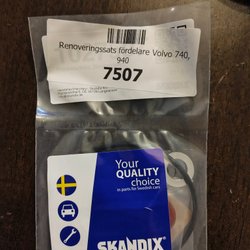 Renoveringssats fördelare Volvo 740,
940
7507
Your
QUALITY
choice
in parts for Swedish cars
SKANDIX